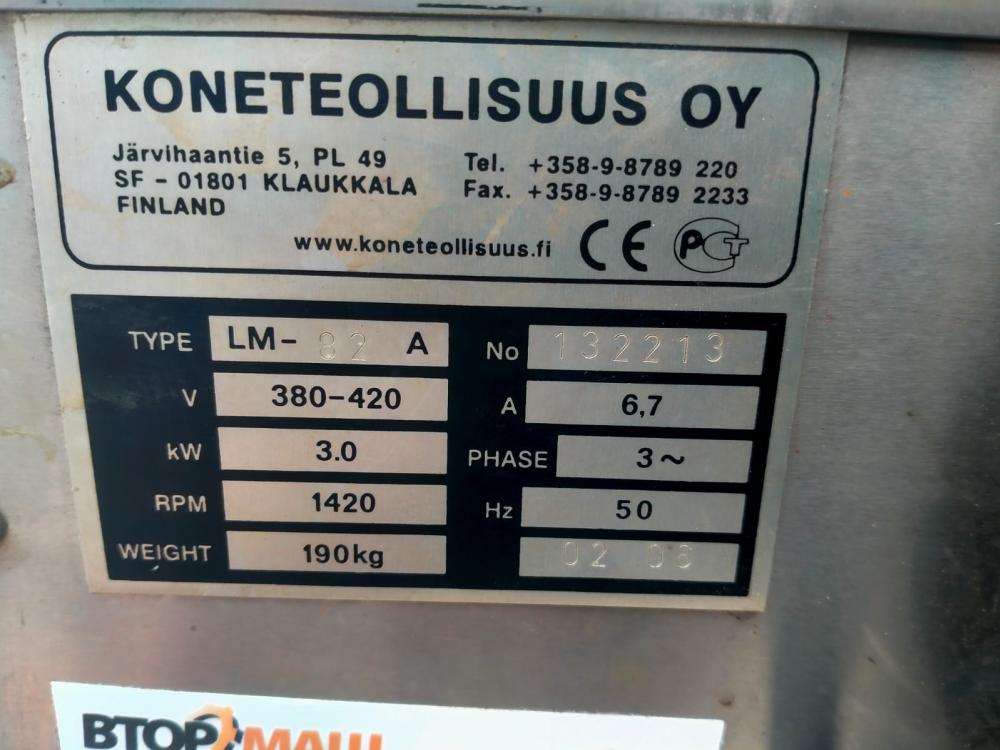 KONETEOLLISUUS OY
Järvihaantie 5, PL 49
SF - 01801 KLAUKKALA
FINLAND
Tel. +358-9-8789 220
Fax. +358-9-8789 2233
www.koneteollisuus.fi CE РСТ
TYPE LM- 82 A No 132213
V 380-420 A 6,7
kW 3.0 PHASE 3~
RPM 1420 Hz 50
WEIGHT 190kg 02 06
ВТОРМАШ